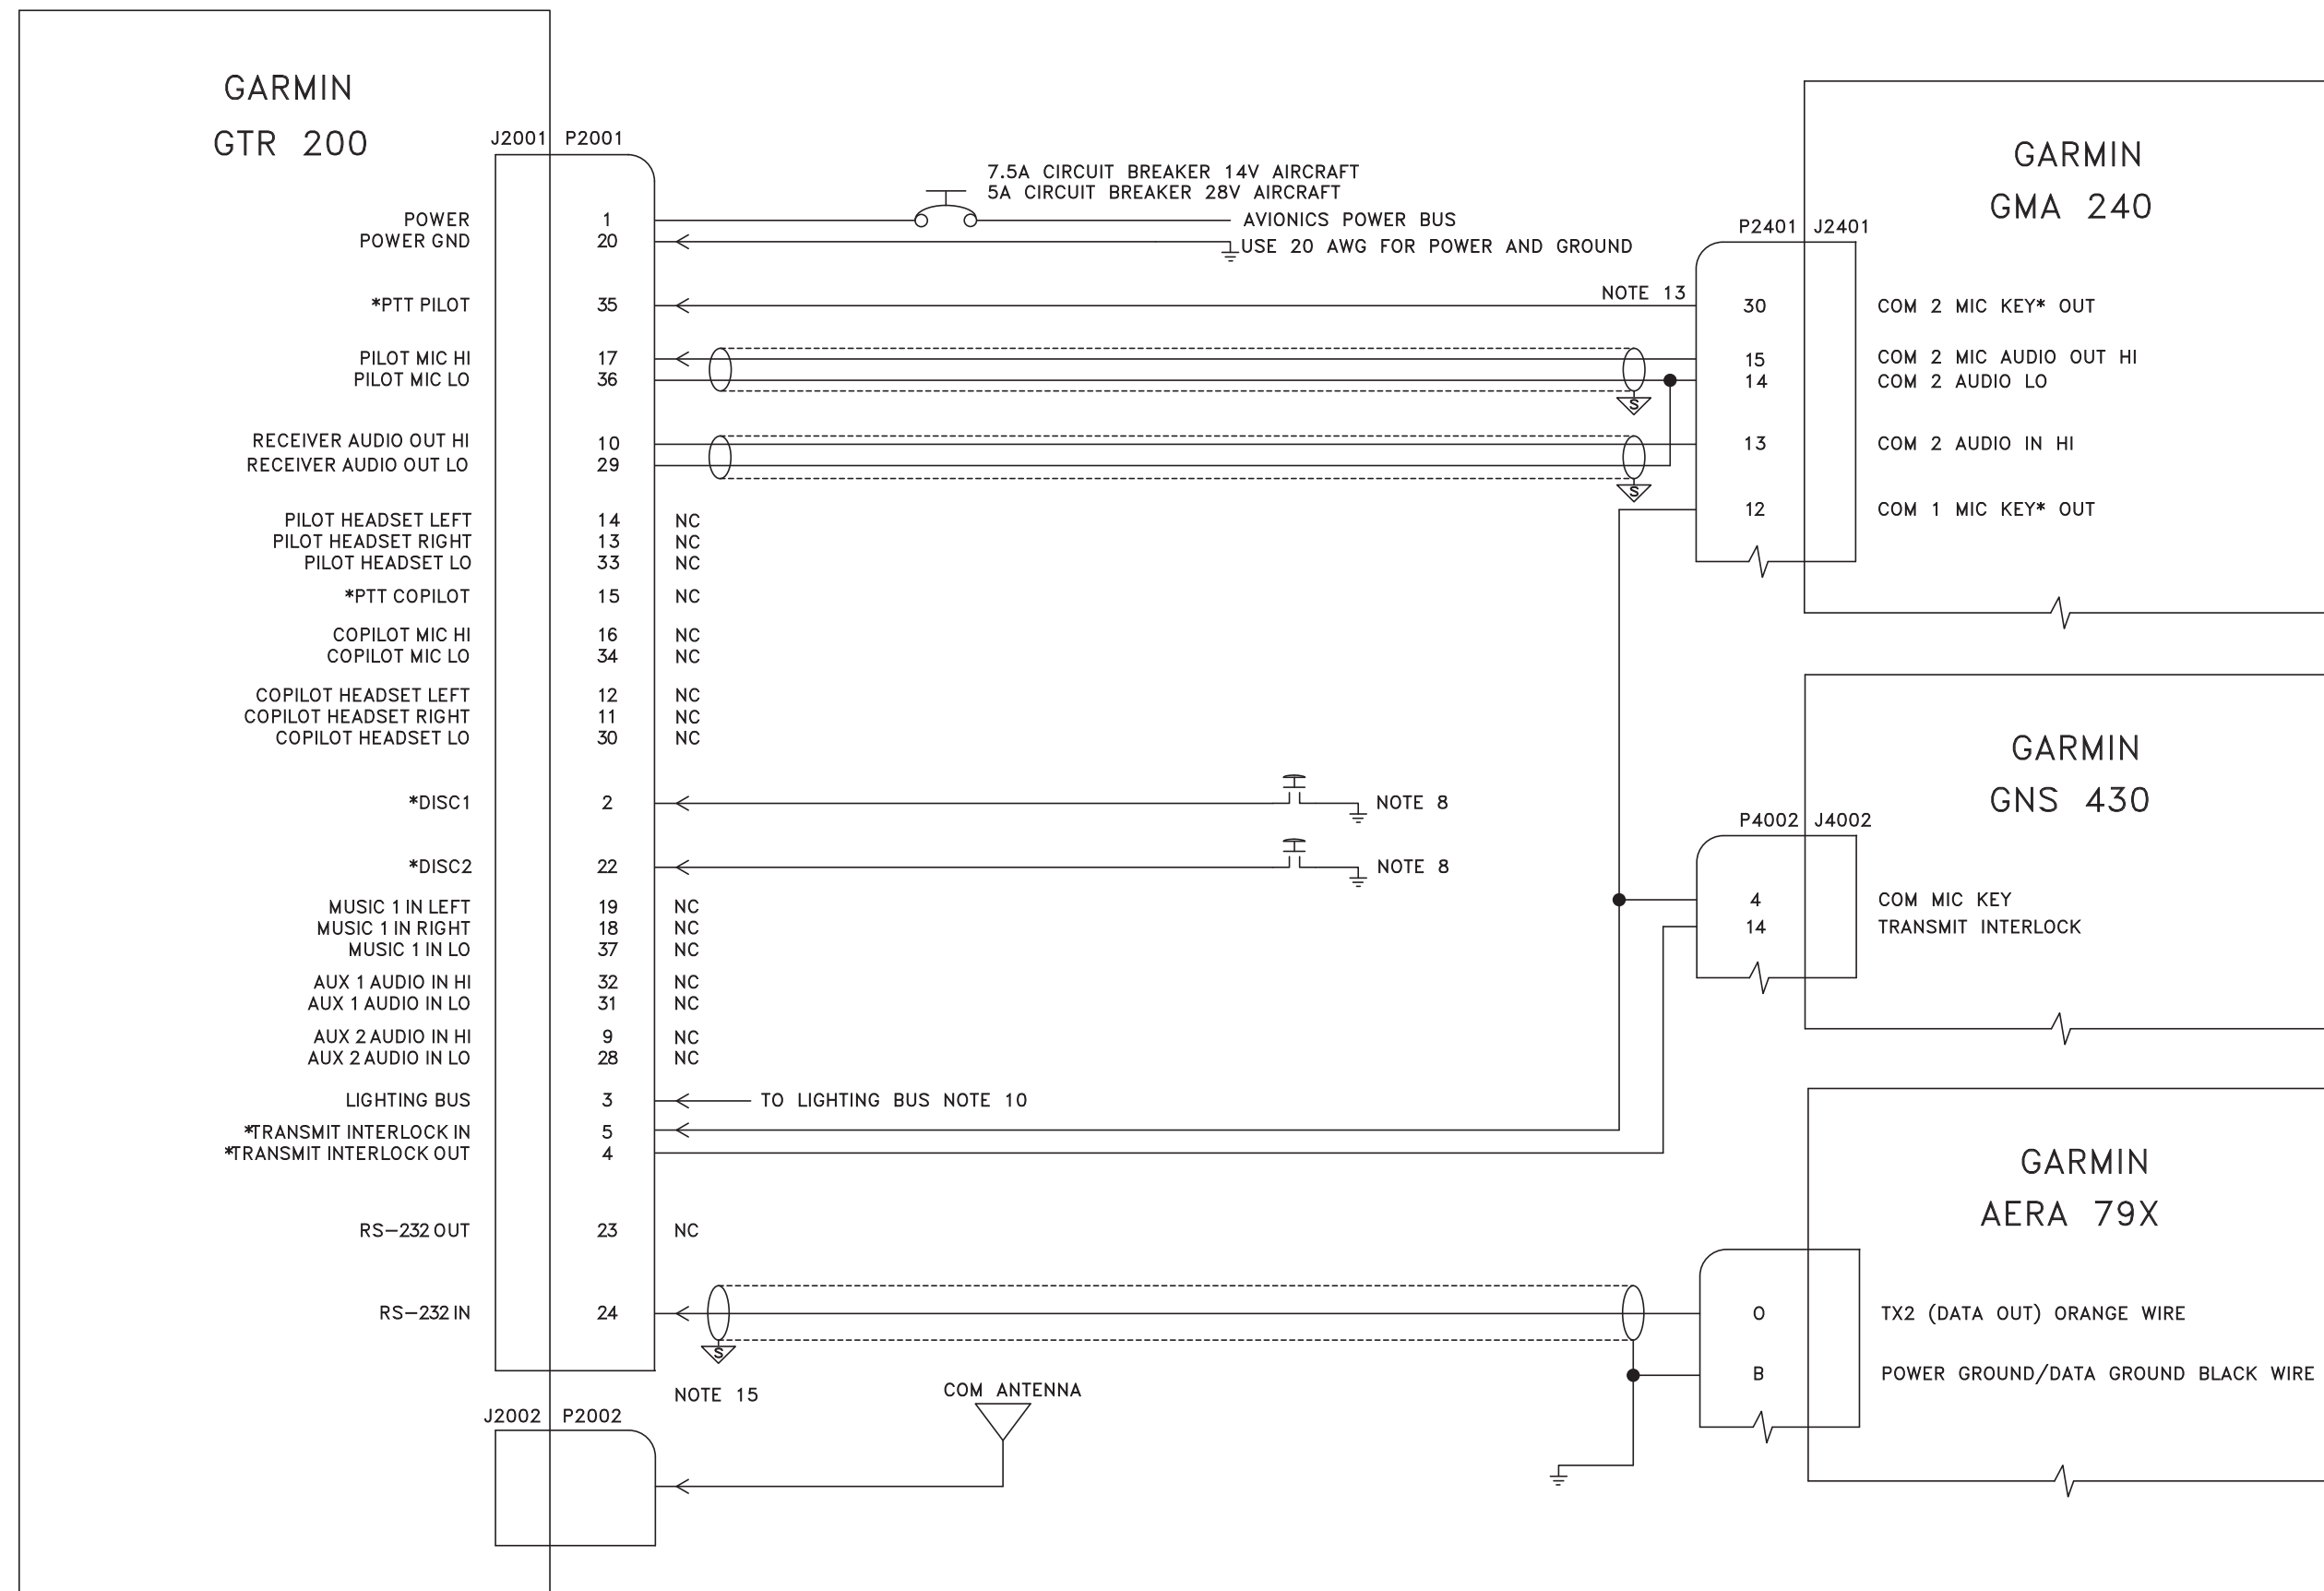 GARMIN
GTR 200
J2001 P2001
POWER 1
POWER GND 20
*PTT PILOT 35
PILOT MIC HI 17
PILOT MIC LO 36
RECEIVER AUDIO OUT HI 10
RECEIVER AUDIO OUT LO 29
PILOT HEADSET LEFT 14 NC
PILOT HEADSET RIGHT 13 NC
PILOT HEADSET LO 33 NC
*PTT COPILOT 15 NC
COPILOT MIC HI 16 NC
COPILOT MIC LO 34 NC
COPILOT HEADSET LEFT 12 NC
COPILOT HEADSET RIGHT 11 NC
COPILOT HEADSET LO 30 NC
*DISC1 2 NOTE 8
*DISC2 22 NOTE 8
MUSIC 1 IN LEFT 19 NC
MUSIC 1 IN RIGHT 18 NC
MUSIC 1 IN LO 37 NC
AUX 1 AUDIO IN HI 32 NC
AUX 1 AUDIO IN LO 31 NC
AUX 2 AUDIO IN HI 9 NC
AUX 2 AUDIO IN LO 28 NC
LIGHTING BUS 3 TO LIGHTING BUS NOTE 10
*TRANSMIT INTERLOCK IN 5
*TRANSMIT INTERLOCK OUT 4
RS-232 OUT 23 NC
RS-232 IN 24
S
NOTE 15
J2002 P2002
COM ANTENNA
7.5A CIRCUIT BREAKER 14V AIRCRAFT
5A CIRCUIT BREAKER 28V AIRCRAFT
AVIONICS POWER BUS
USE 20 AWG FOR POWER AND GROUND
NOTE 13
S
S
GARMIN
GMA 240
P2401 J2401
30 COM 2 MIC KEY* OUT
15 COM 2 MIC AUDIO OUT HI
14 COM 2 AUDIO LO
13 COM 2 AUDIO IN HI
12 COM 1 MIC KEY* OUT
GARMIN
GNS 430
P4002 J4002
4 COM MIC KEY
14 TRANSMIT INTERLOCK
GARMIN
AERA 79X
O TX2 (DATA OUT) ORANGE WIRE
B POWER GROUND/DATA GROUND BLACK WIRE